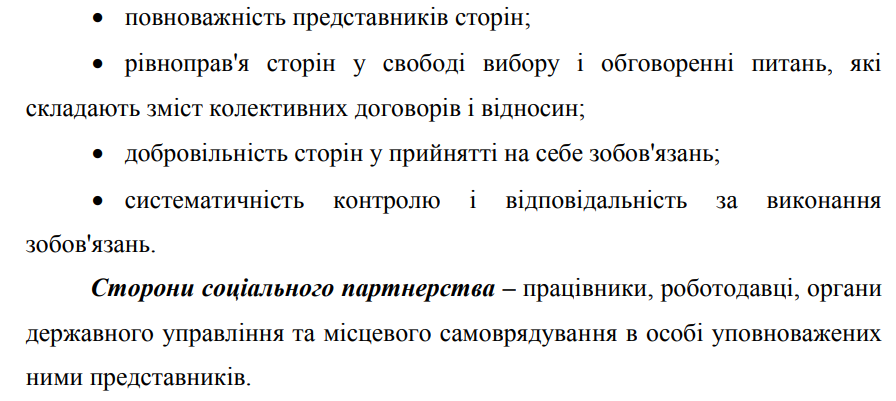 • повноважність представників сторін;
• рівноправ'я сторін у свободі вибору і обговоренні питань, які
складають зміст колективних договорів і відносин;
• добровільність сторін у прийнятті на себе зобов'язань;
• систематичність контролю і відповідальність за виконання
зобов'язань.
Сторони соціального партнерства – працівники, роботодавці, органи
державного управління та місцевого самоврядування в особі уповноважених
ними представників.